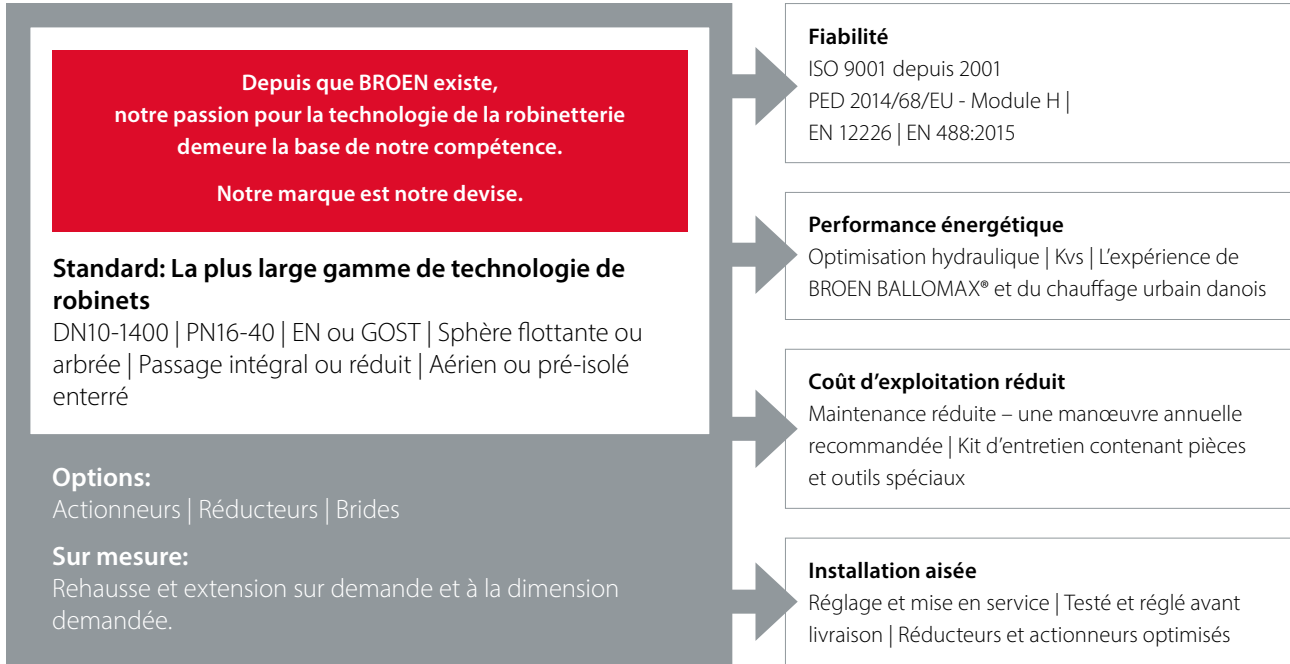 Depuis que BROEN existe,
notre passion pour la technologie de la robinetterie
demeure la base de notre compétence.
Notre marque est notre devise.
Standard: La plus large gamme de technologie de
robinets
DN10-1400 | PN16-40 | EN ou GOST | Sphère flottante ou
arbrée | Passage intégral ou réduit | Aérien ou pré-isolé
enterré
Options:
Actionneurs | Réducteurs | Brides
Sur mesure:
Rehausse et extension sur demande et à la dimension
demandée.
Fiabilité
ISO 9001 depuis 2001
PED 2014/68/EU - Module H |
EN 12226 | EN 488:2015
Performance énergétique
Optimisation hydraulique | Kvs | L'expérience de
BROEN BALLOMAX® et du chauffage urbain danois
Coût d'exploitation réduit
Maintenance réduite – une manœuvre annuelle
recommandée | Kit d'entretien contenant pièces
et outils spéciaux
Installation aisée
Réglage et mise en service | Testé et réglé avant
livraison | Réducteurs et actionneurs optimisés